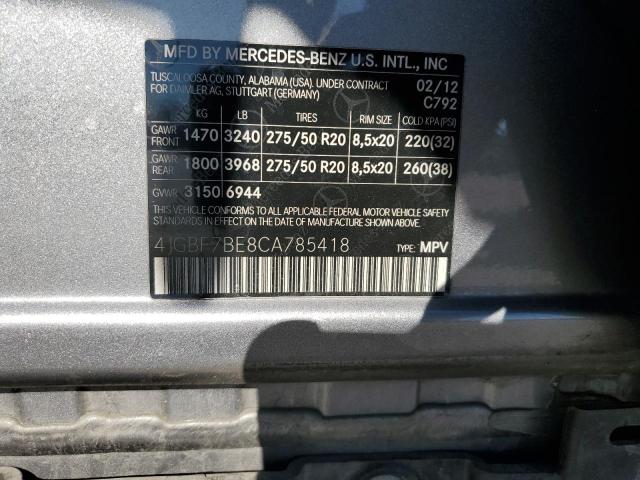 MFD BY MERCEDES-BENZ U.S. INTL., INC
TUSCALOOSA COUNTY, ALABAMA (USA). UNDER CONTRACT 02/12
FOR DAIMLER AG, STUTTGART (GERMANY) C792
KG LB TIRES RIM SIZE COLD KPA(PSI)
GAWR FRONT 1470 3240 275/50 R20 8,5x20 220(32)
GAWR REAR 1800 3968 275/50 R20 8,5x20 260(38)
GVWR 3150 6944
THIS VEHICLE CONFORMS TO ALL APPLICABLE FEDERAL MOTOR VEHICLE SAFETY
STANDARDS IN EFFECT ON THE DATE OF MANUFACTURE SHOWN ABOVE.
4JGBF7BE8CA785418 TYPE: MPV